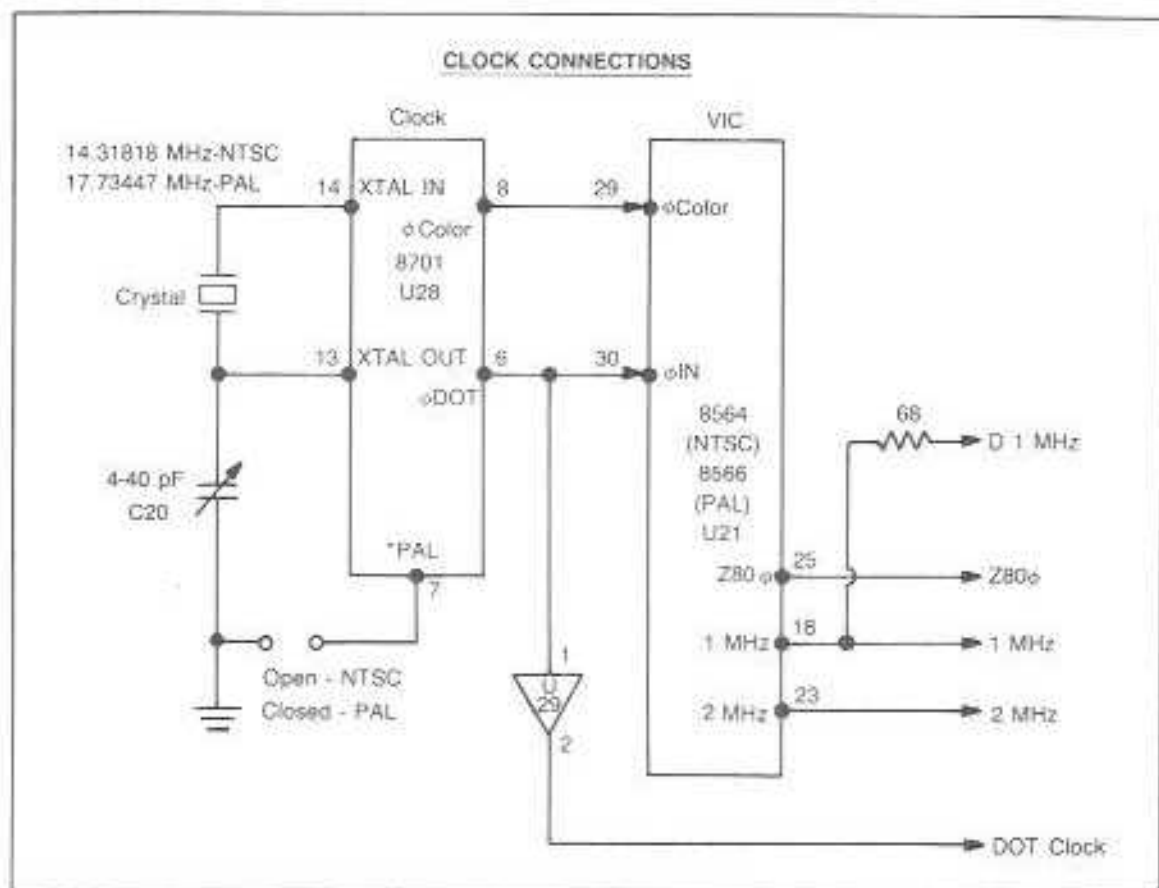 CLOCK CONNECTIONS
Clock
VIC
14.31818 MHz-NTSC
17.73447 MHz-PAL
14
XTAL IN
8
29
ϕColor
ϕColor
8701
U28
Crystal
13
XTAL OUT
6
30
ϕIN
ϕDOT
8564
(NTSC)
8566
(PAL)
U21
68
D 1 MHz
4-40 pF
C20
*PAL
7
Z80ϕ
25
Z80ϕ
1 MHz
18
1 MHz
Open - NTSC
Closed - PAL
1
U
29
2
2 MHz
23
2 MHz
DOT Clock